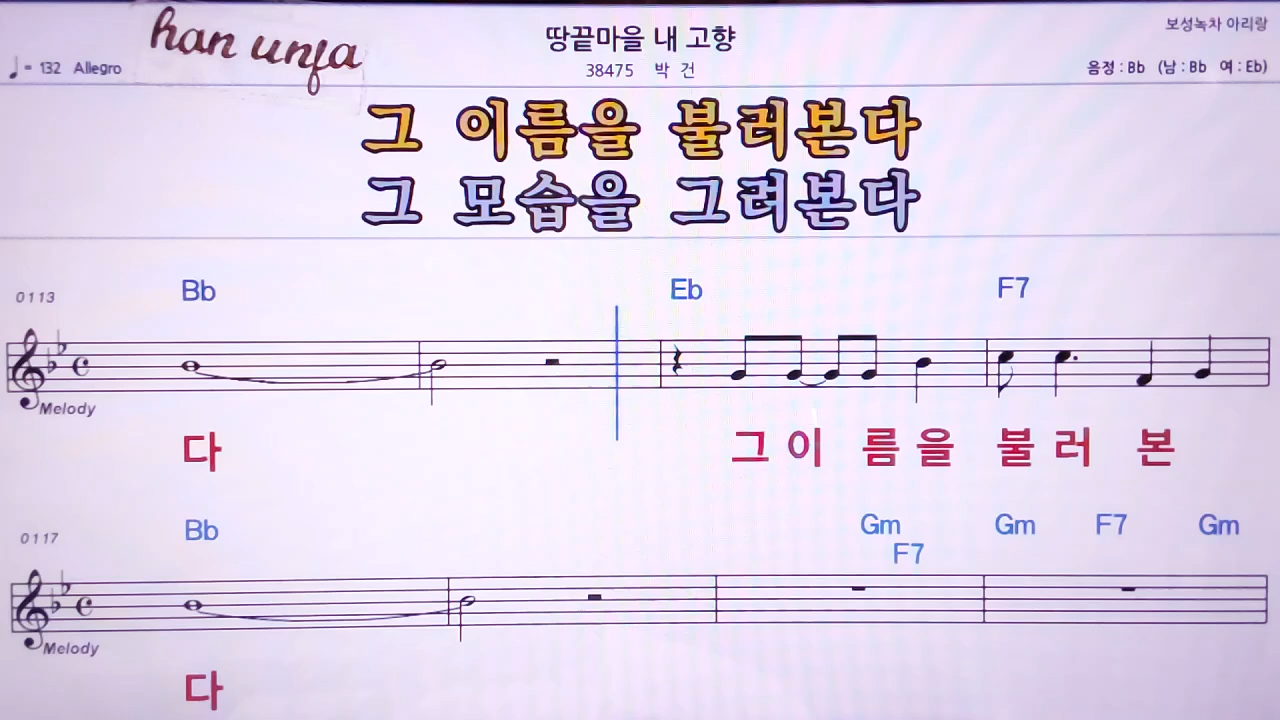 han unfa
땅끝마을 내 고향
보성녹차 아리랑
♩= 132 Allegro
38475 박 건
음정 : Bb (남 : Bb 여 : Eb)
그 이름을 불러본다
그 모습을 그려본다
0113
Bb Eb F7
Melody
다 그 이 름 을 불 러 본
0117
Bb Gm Gm F7 Gm
F7
Melody
다